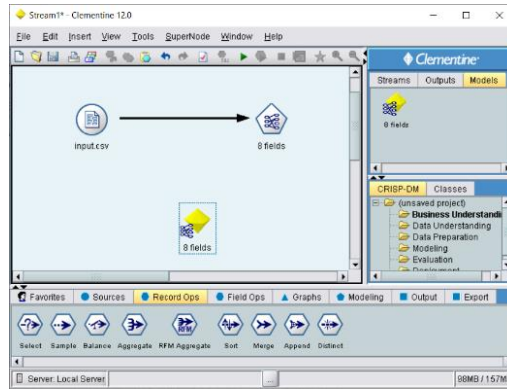 Stream1* - Clementine 12.0
File Edit Insert View Tools SuperNode Window Help
input.csv
8 fields
8 fields
Clementine
Streams Outputs Models
8 fields
CRISP-DM Classes
(unsaved project)
Business Understandi
Data Understanding
Data Preparation
Modeling
Evaluation
Deployment
Favorites Sources Record Ops Field Ops Graphs Modeling Output Export
RFM
Select Sample Balance Aggregate RFM Aggregate Sort Merge Append Distinct
Server: Local Server
...
98MB / 157M